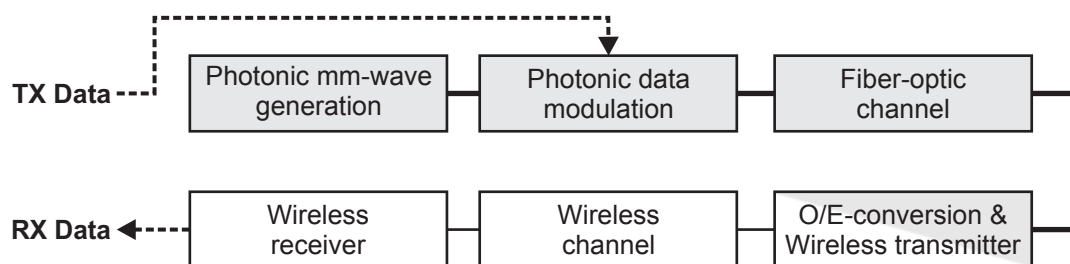 TX Data
Photonic mm-wave
generation
Photonic data
modulation
Fiber-optic
channel
RX Data
Wireless
receiver
Wireless
channel
O/E-conversion &
Wireless transmitter